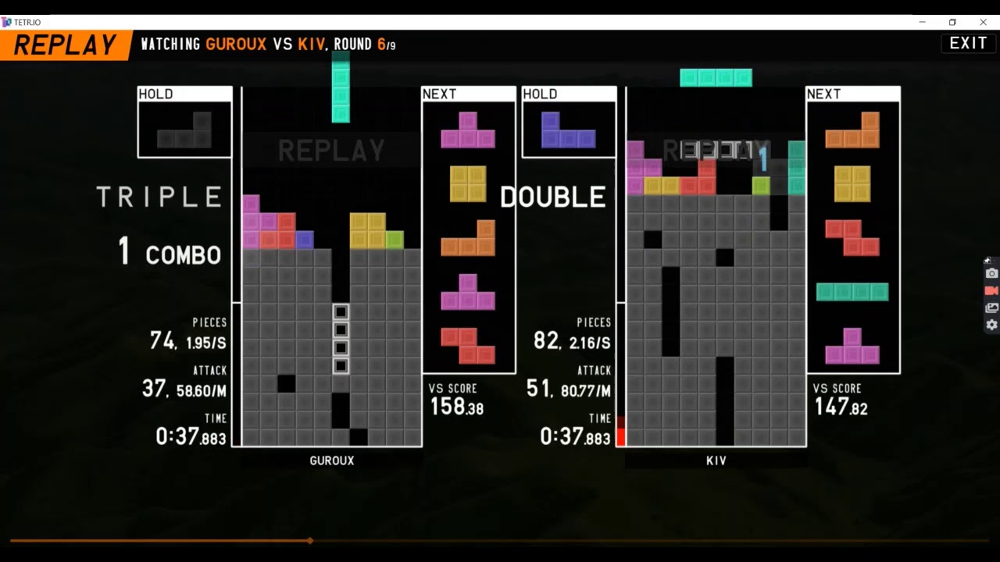 TETR.IO
REPLAY
WATCHING GUROUX VS KIV, ROUND 6/9
EXIT
HOLD
NEXT
HOLD
NEXT
REPLAY
REPLAY
1
TRIPLE
DOUBLE
1 COMBO
PIECES
74, 1.95/S
ATTACK
37, 58.60/M
TIME
0:37.883
VS SCORE
158.38
PIECES
82, 2.16/S
ATTACK
51, 80.77/M
TIME
0:37.883
VS SCORE
147.82
GUROUX
KIV